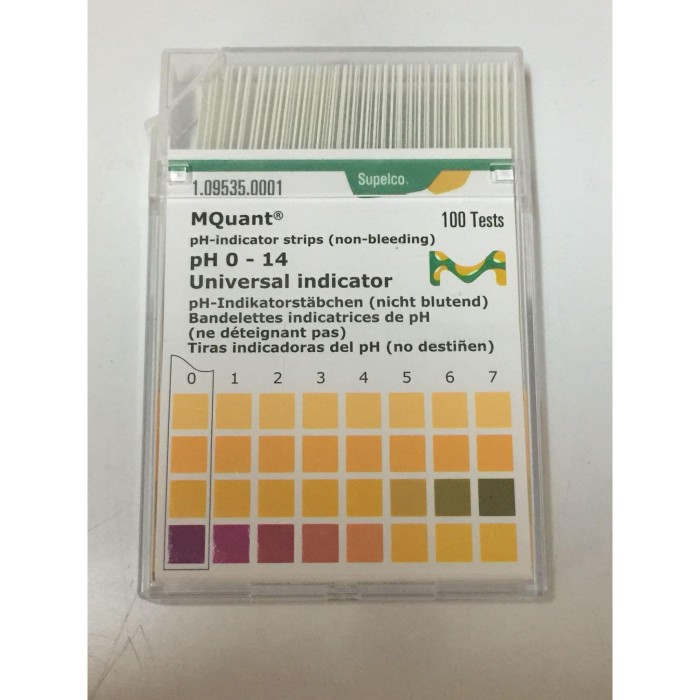 1.09535.0001
Supelco.
MQuant®
100 Tests
pH-indicator strips (non-bleeding)
pH 0 - 14
Universal indicator
pH-Indikatorstäbchen (nicht blutend)
Bandelettes indicatrices de pH
(ne déteignant pas)
Tiras indicadoras del pH (no destiñen)
0 1 2 3 4 5 6 7